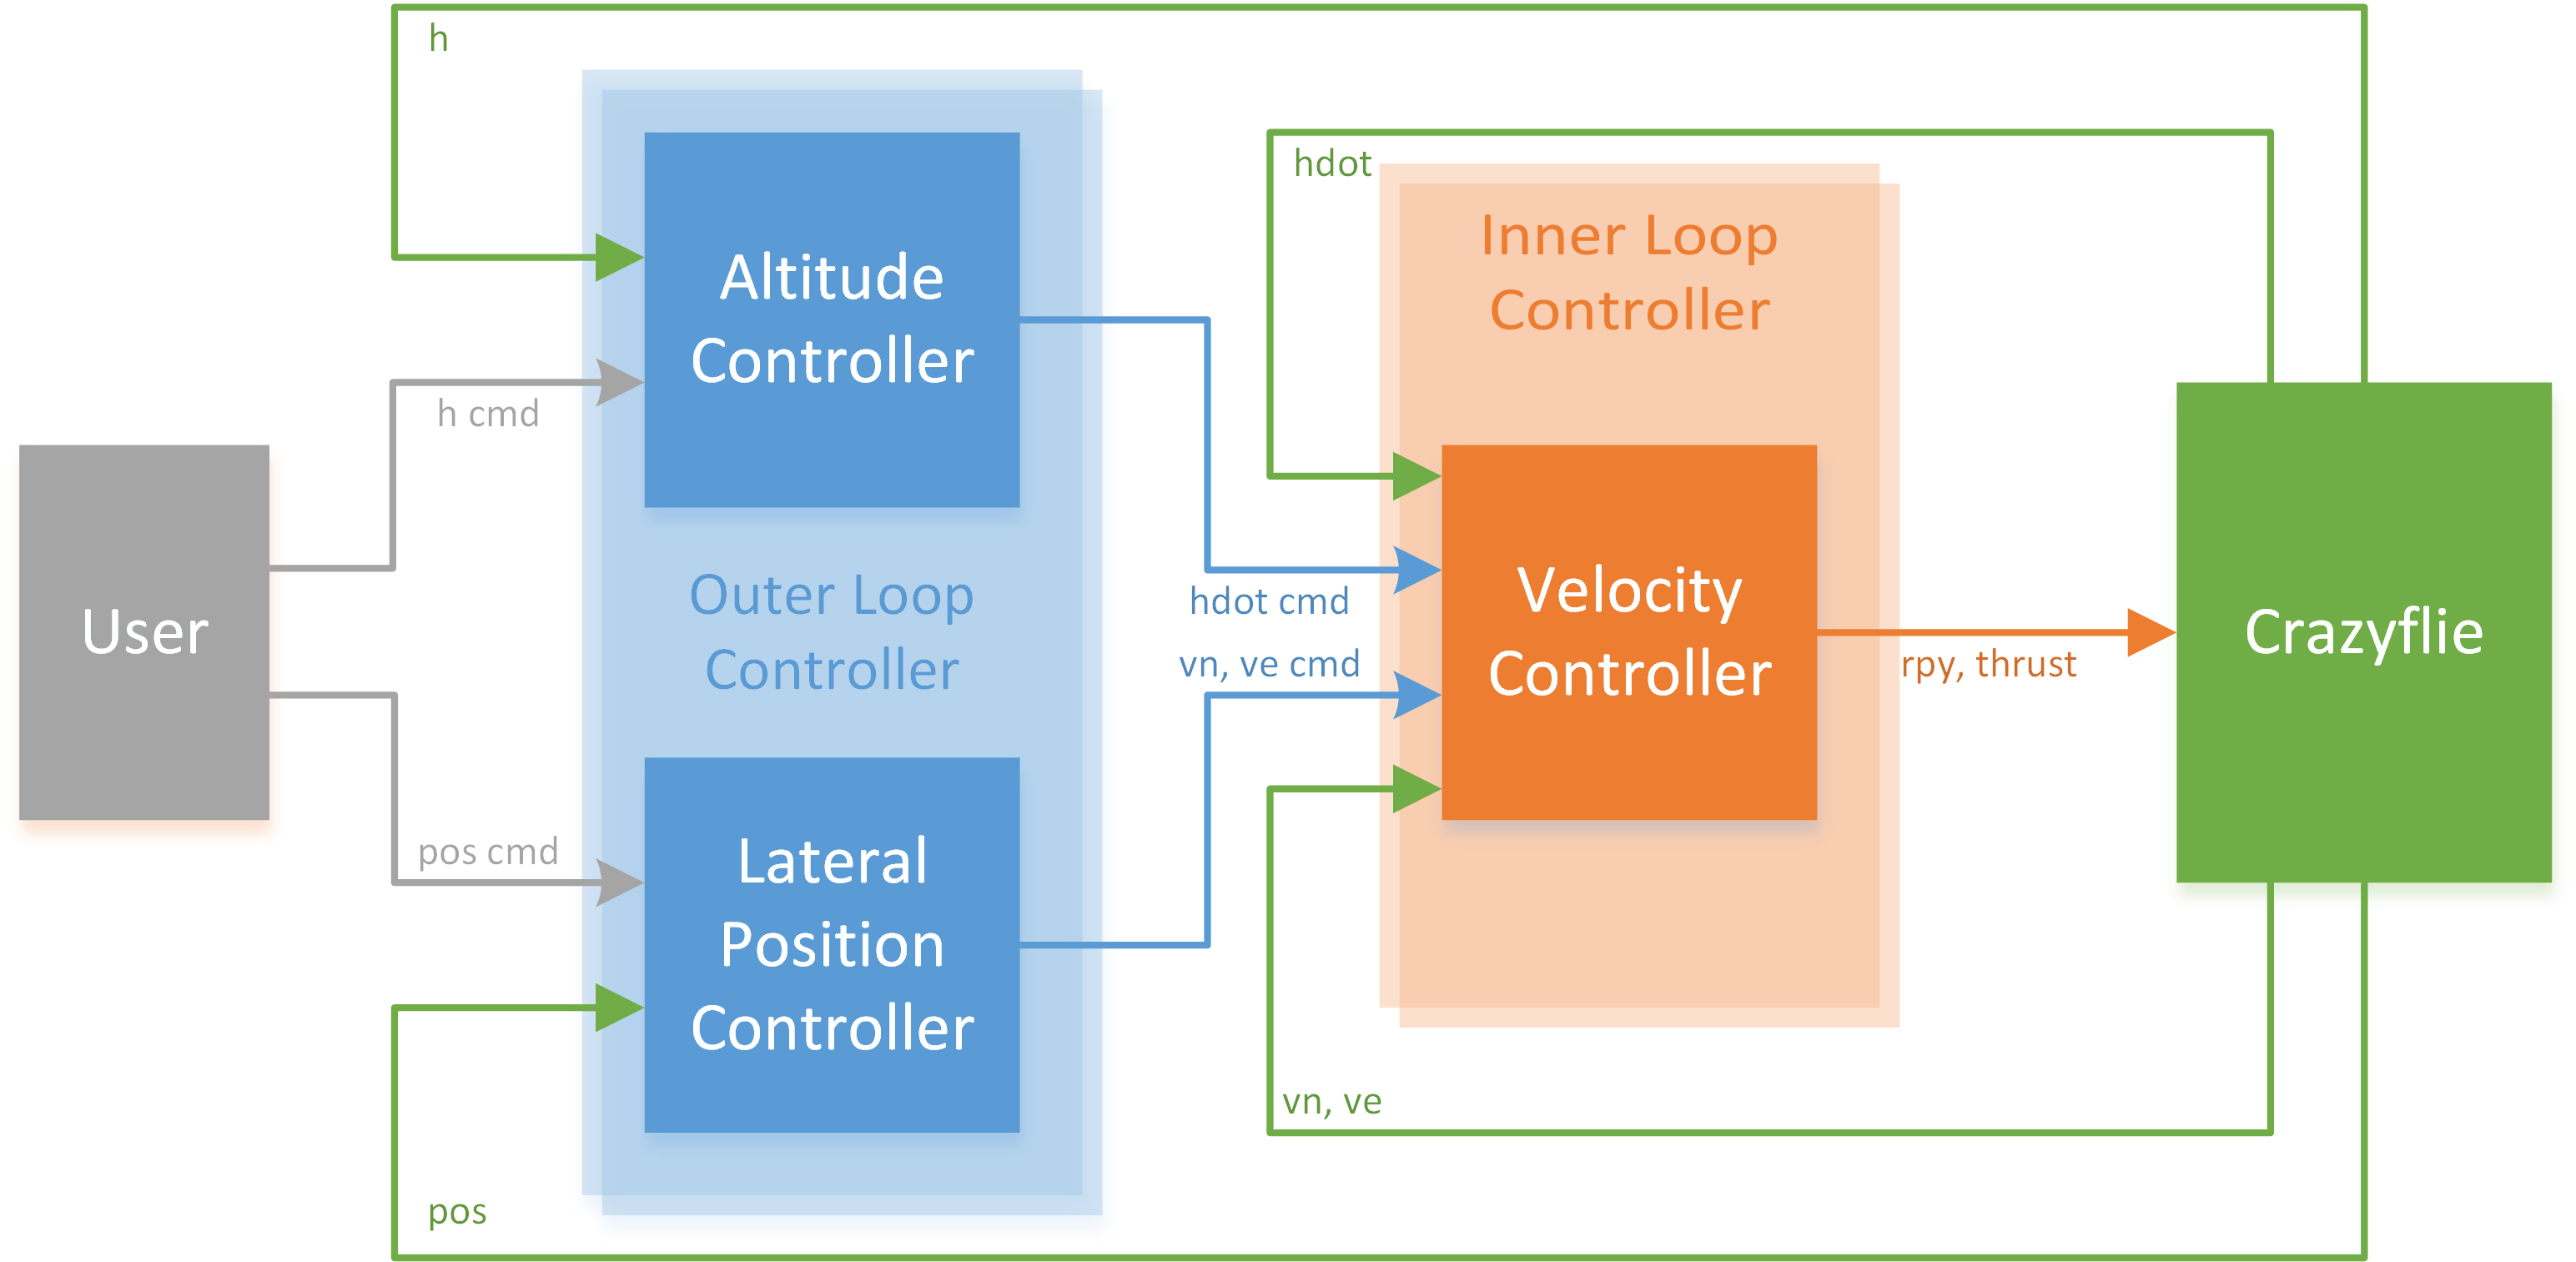 h
hdot
Inner Loop
Controller
Altitude
Controller
h cmd
User
Outer Loop
Controller
hdot cmd
vn, ve cmd
Velocity
Controller
rpy, thrust
Crazyflie
pos cmd
Lateral
Position
Controller
vn, ve
pos